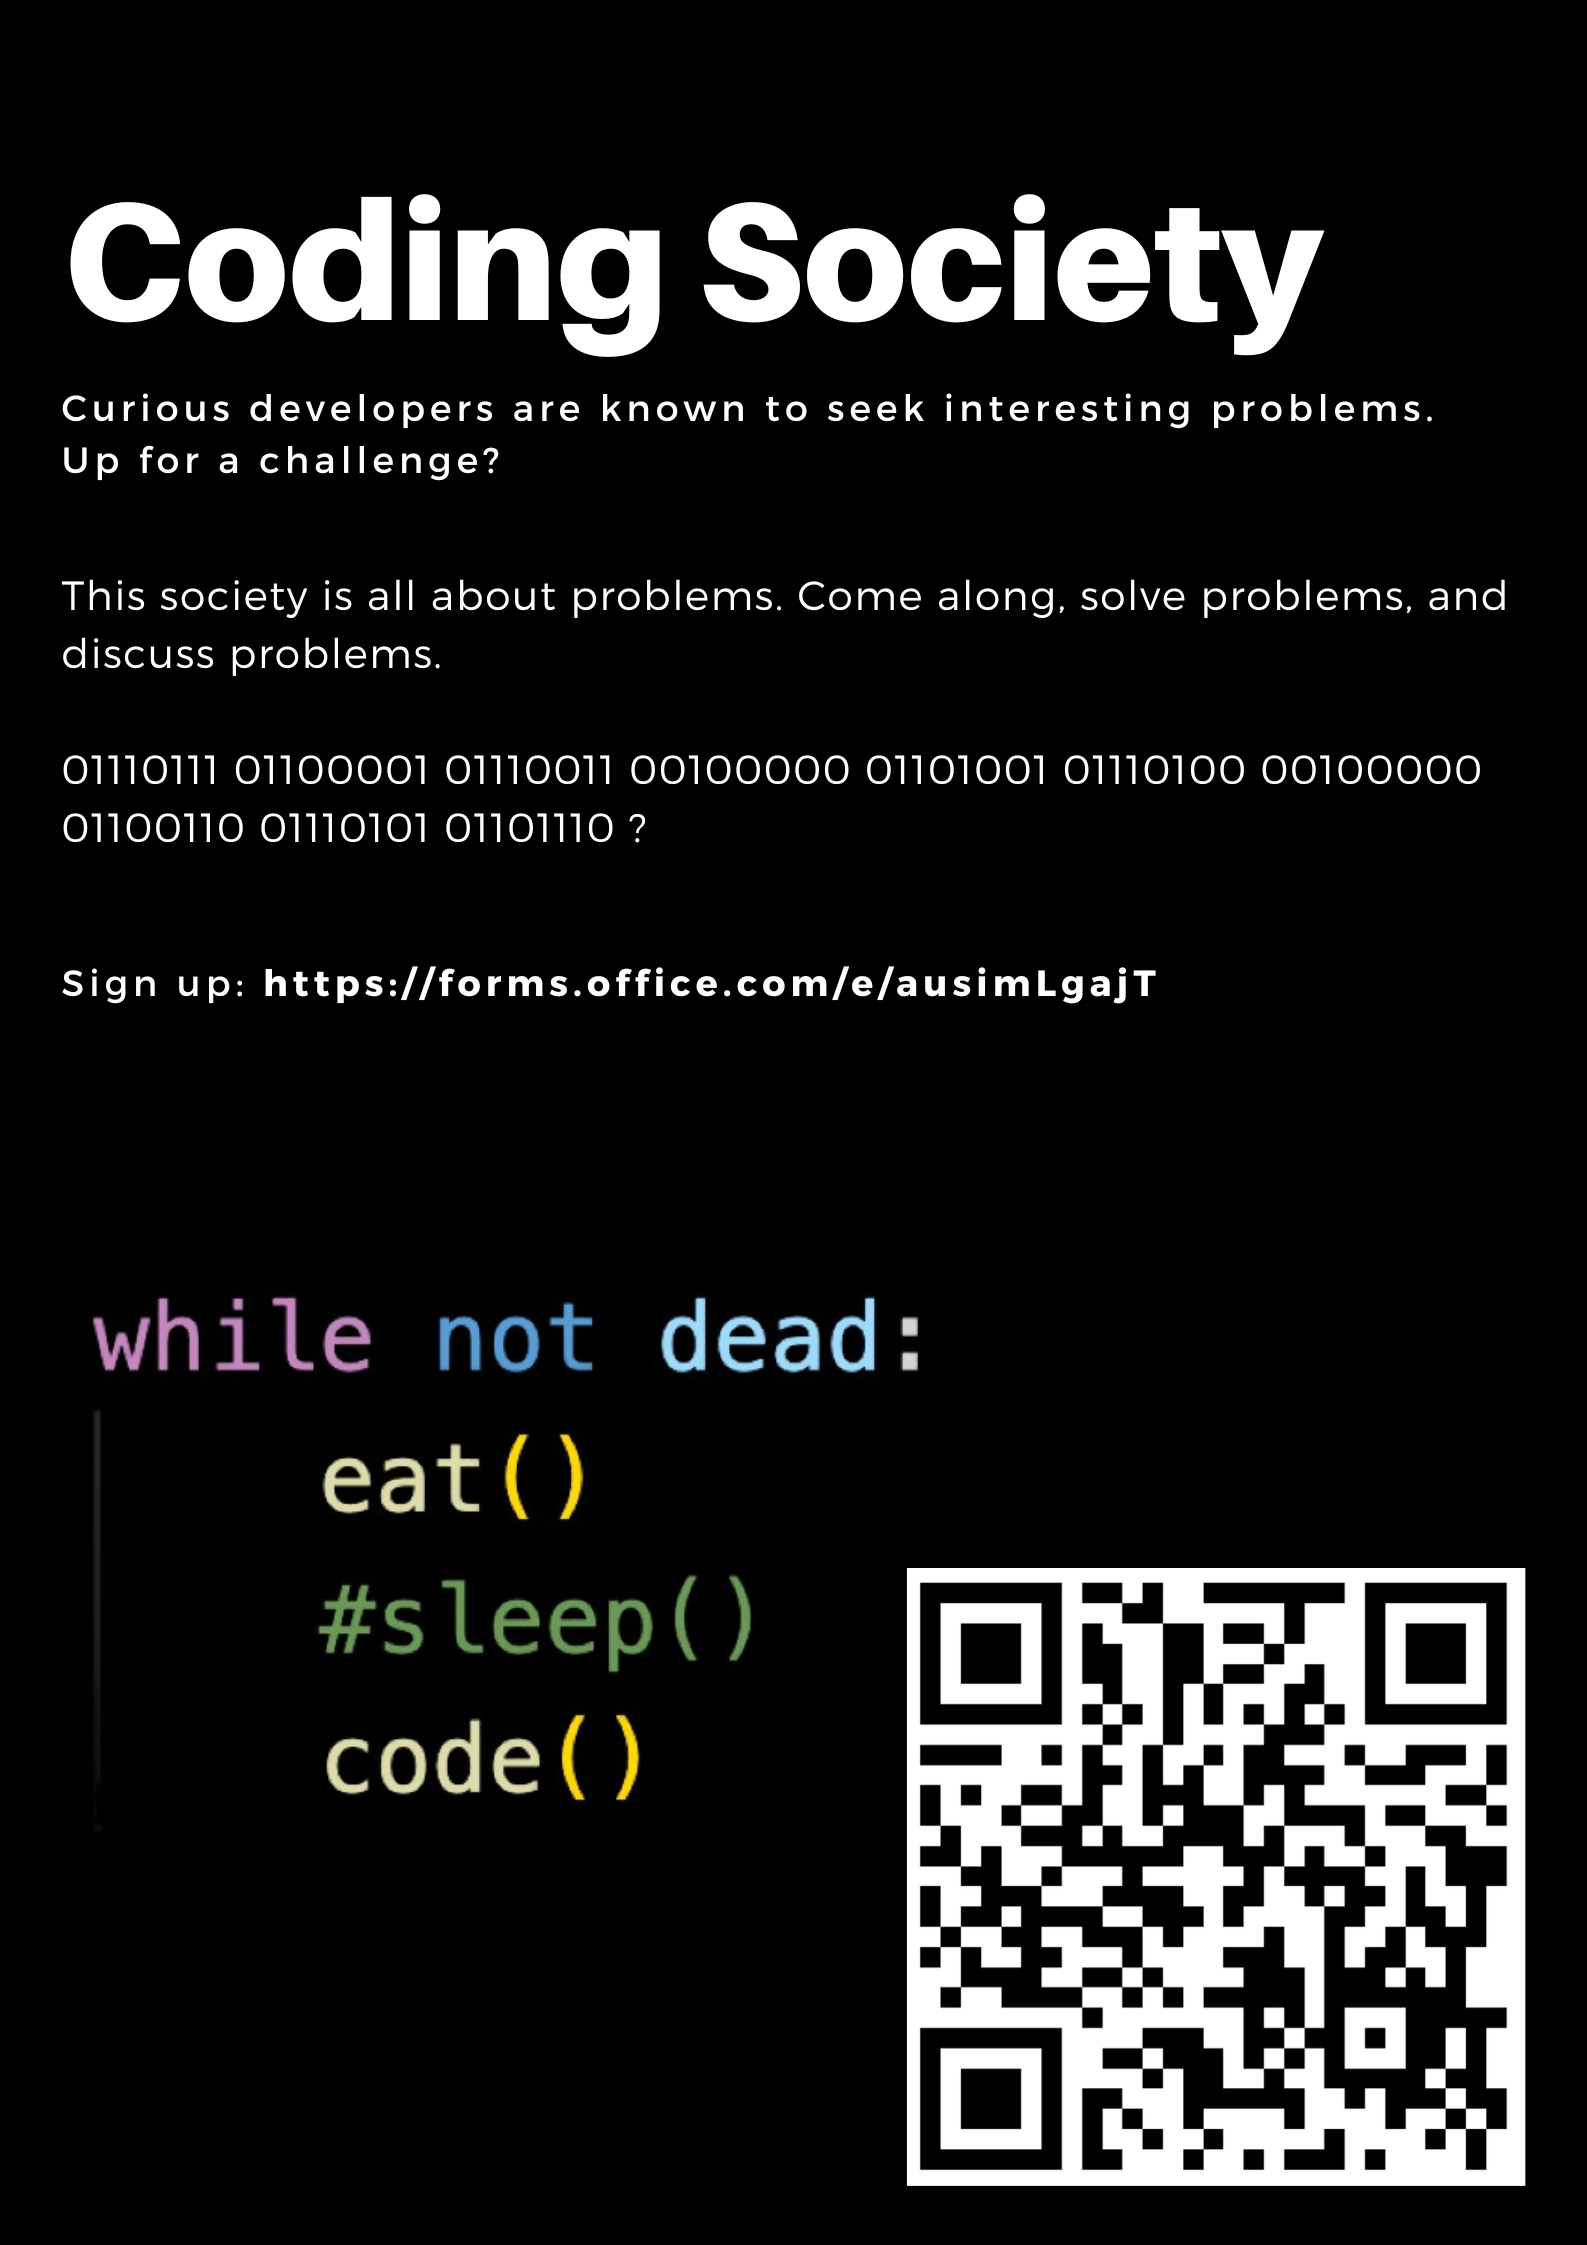 Coding Society
Curious developers are known to seek interesting problems.
Up for a challenge?
This society is all about problems. Come along, solve problems, and
discuss problems.
01110111 01100001 01110011 00100000 01101001 01110100 00100000
01100110 01110101 01101110 ?
Sign up: https://forms.office.com/e/ausimLgajT
while not dead:
eat()
#sleep()
code()